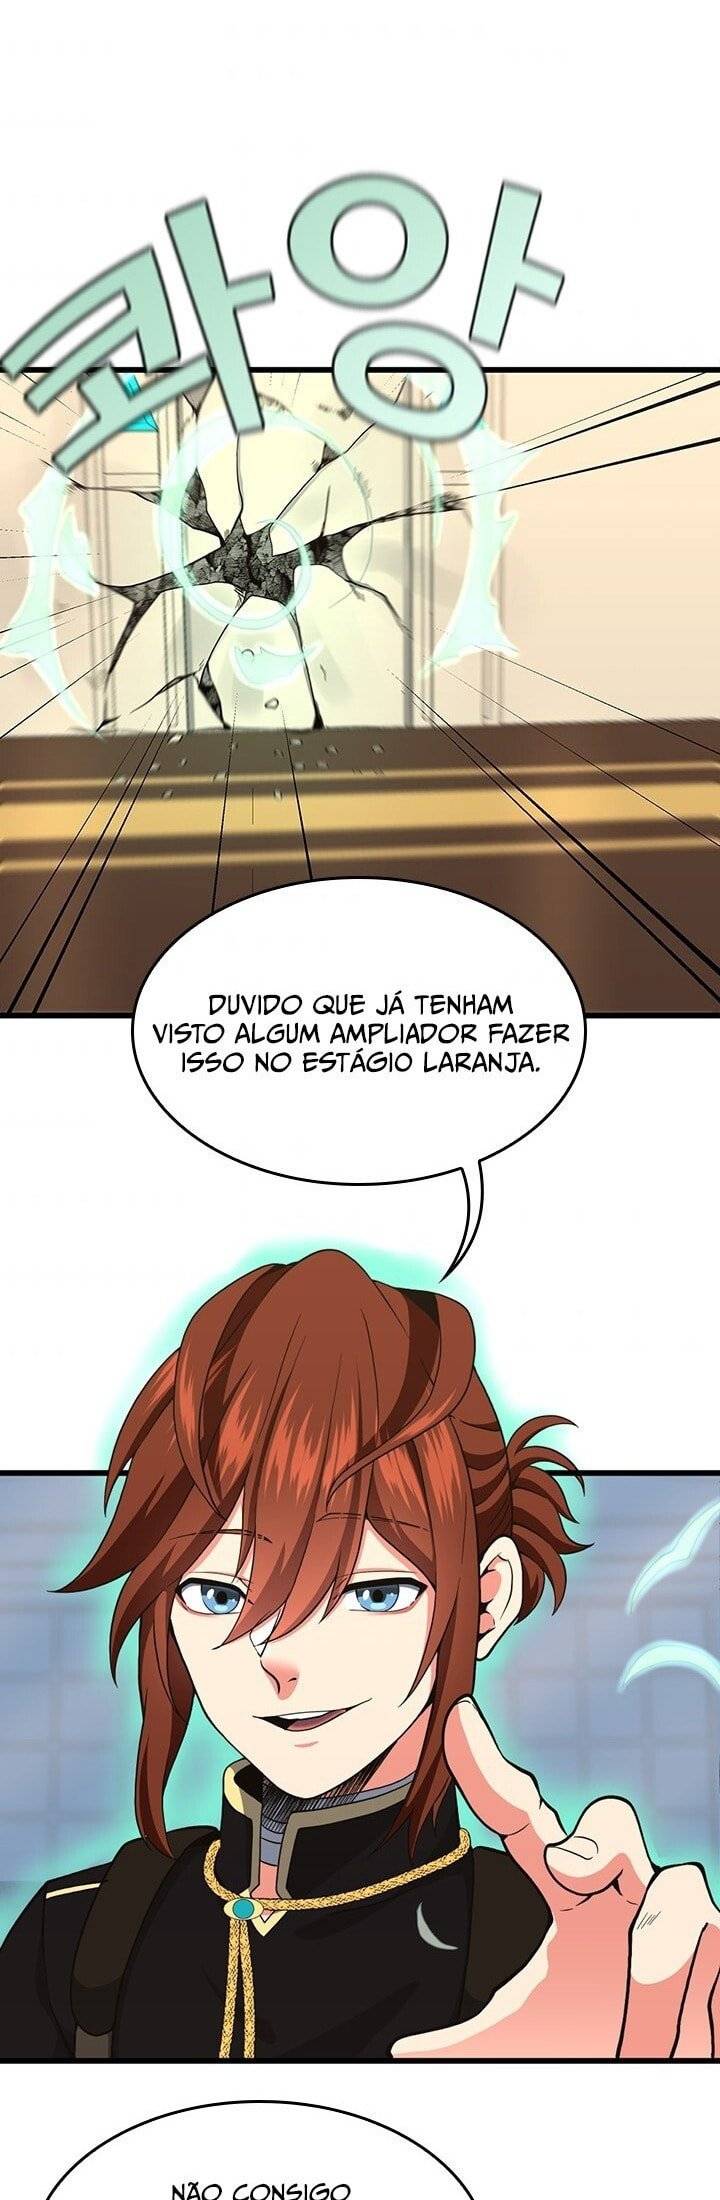 콰앙
DUVIDO QUE JÁ TENHAM
VISTO ALGUM AMPLIADOR FAZER
ISSO NO ESTÁGIO LARANJA.
NÃO CONSIGO